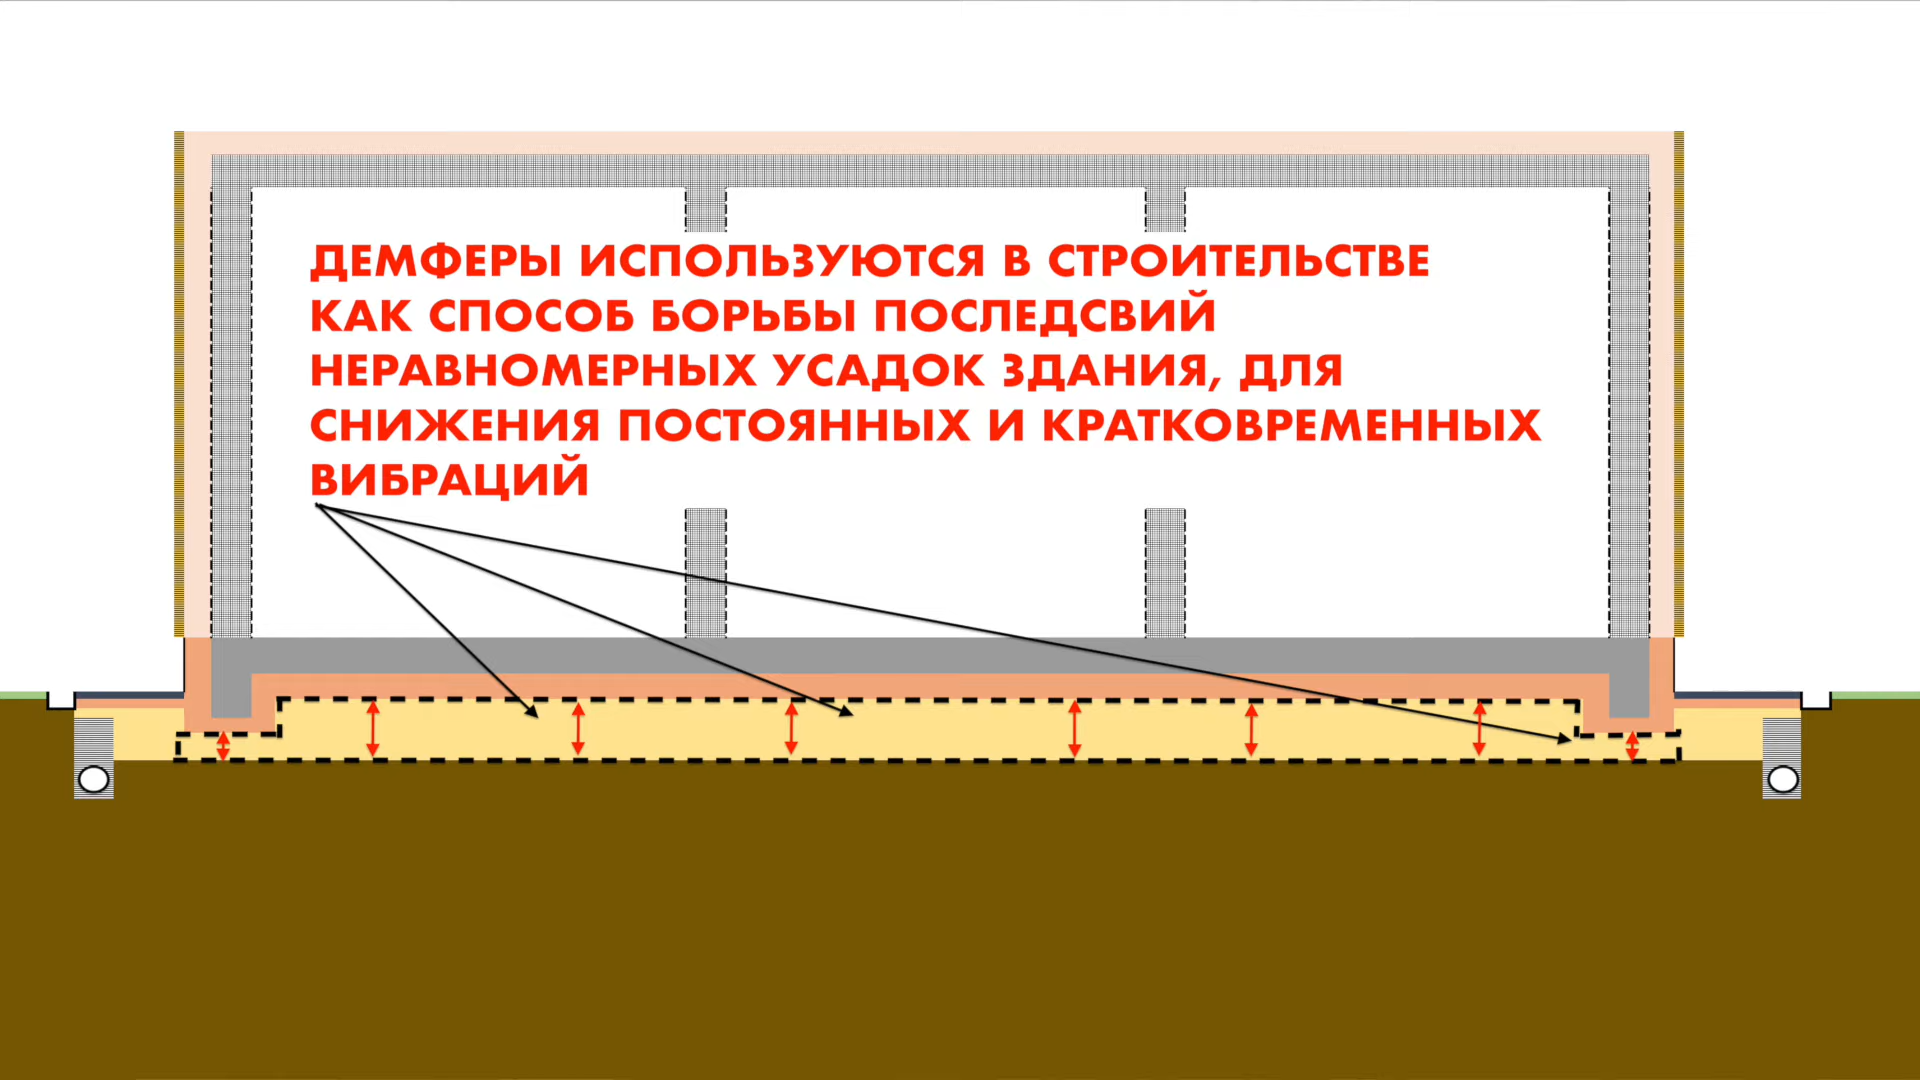 ДЕМФЕРЫ ИСПОЛЬЗУЮТСЯ В СТРОИТЕЛЬСТВЕ
КАК СПОСОБ БОРЬБЫ ПОСЛЕДСВИЙ
НЕРАВНОМЕРНЫХ УСАДОК ЗДАНИЯ, ДЛЯ
СНИЖЕНИЯ ПОСТОЯННЫХ И КРАТКОВРЕМЕННЫХ
ВИБРАЦИЙ